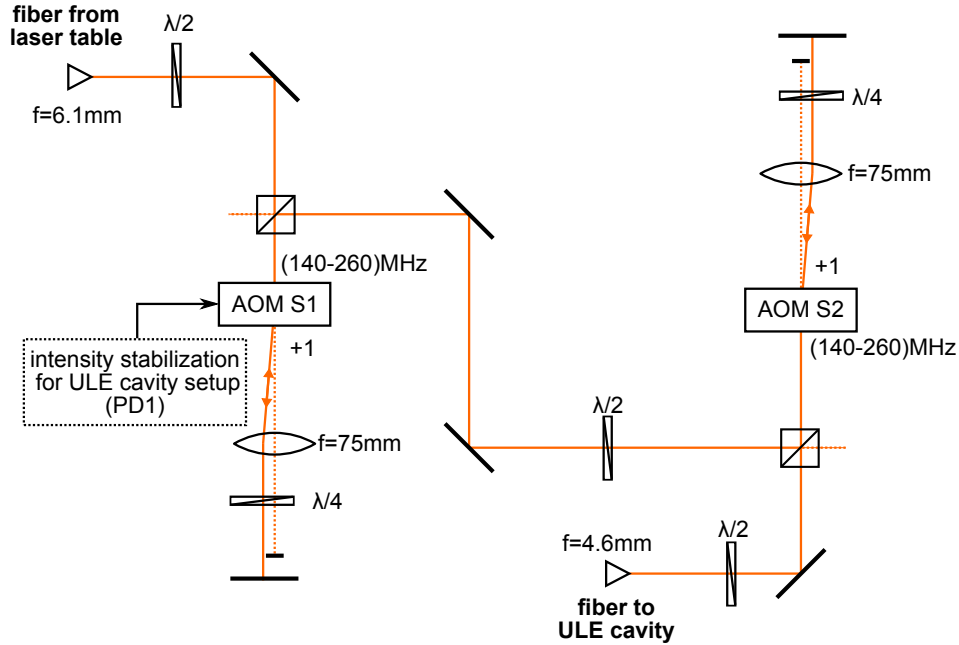 fiber from
laser table
λ/2
f=6.1mm
λ/4
f=75mm
(140-260)MHz
+1
AOM S1
AOM S2
+1
(140-260)MHz
intensity stabilization
for ULE cavity setup
(PD1)
λ/2
f=75mm
λ/4
f=4.6mm
λ/2
fiber to
ULE cavity